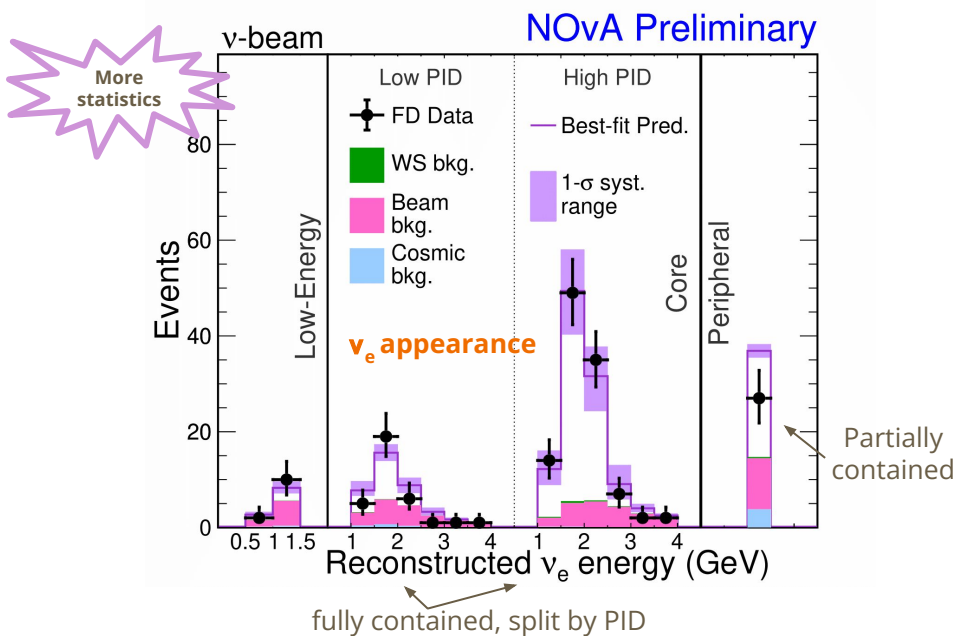 ν-beam
NOvA Preliminary
More
statistics
Low PID
High PID
FD Data
WS bkg.
Beam
bkg.
Cosmic
bkg.
Best-fit Pred.
1-σ syst.
range
Low-Energy
Core
Peripheral
νe appearance
Events
80
60
40
20
0
0.5 1 1.5
1 2 3 4
1 2 3 4
Reconstructed νe energy (GeV)
Partially
contained
fully contained, split by PID